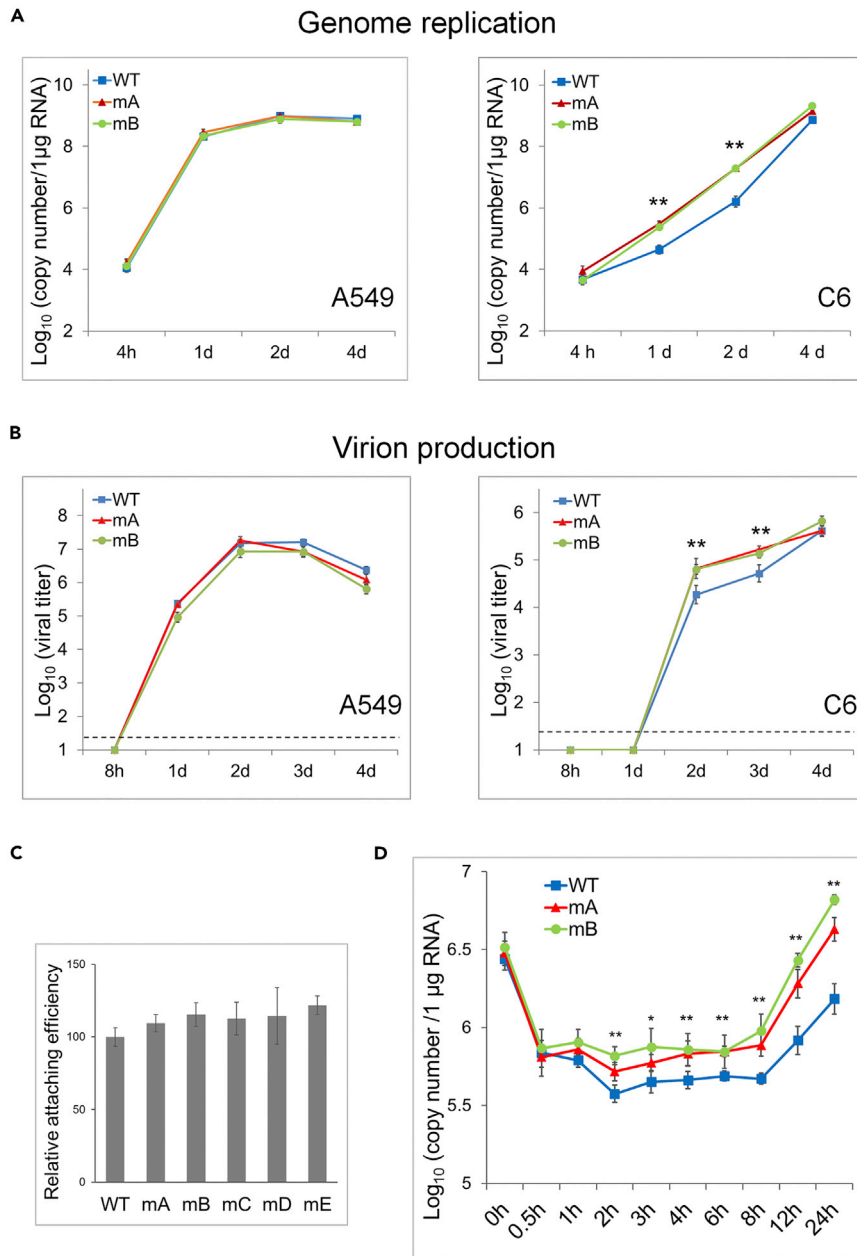 A
Genome replication
Log10 (copy number/1µg RNA)
10
8
6
4
2
WT
mA
mB
A549
4h 1d 2d 4d
Log10 (copy number/1µg RNA)
10
8
6
4
2
WT
mA
mB
**
**
C6
4 h 1 d 2 d 4 d
B
Virion production
Log10 (viral titer)
8
7
6
5
4
3
2
1
WT
mA
mB
A549
8h 1d 2d 3d 4d
Log10 (viral titer)
6
5
4
3
2
1
WT
mA
mB
**
**
C6
8h 1d 2d 3d 4d
C
Relative attaching efficiency
150
100
50
0
WT mA mB mC mD mE
D
Log10 (copy number /1 µg RNA)
7
6.5
6
5.5
5
WT
mA
mB
** * ** ** ** ** **
0h 0.5h 1h 2h 3h 4h 6h 8h 12h 24h